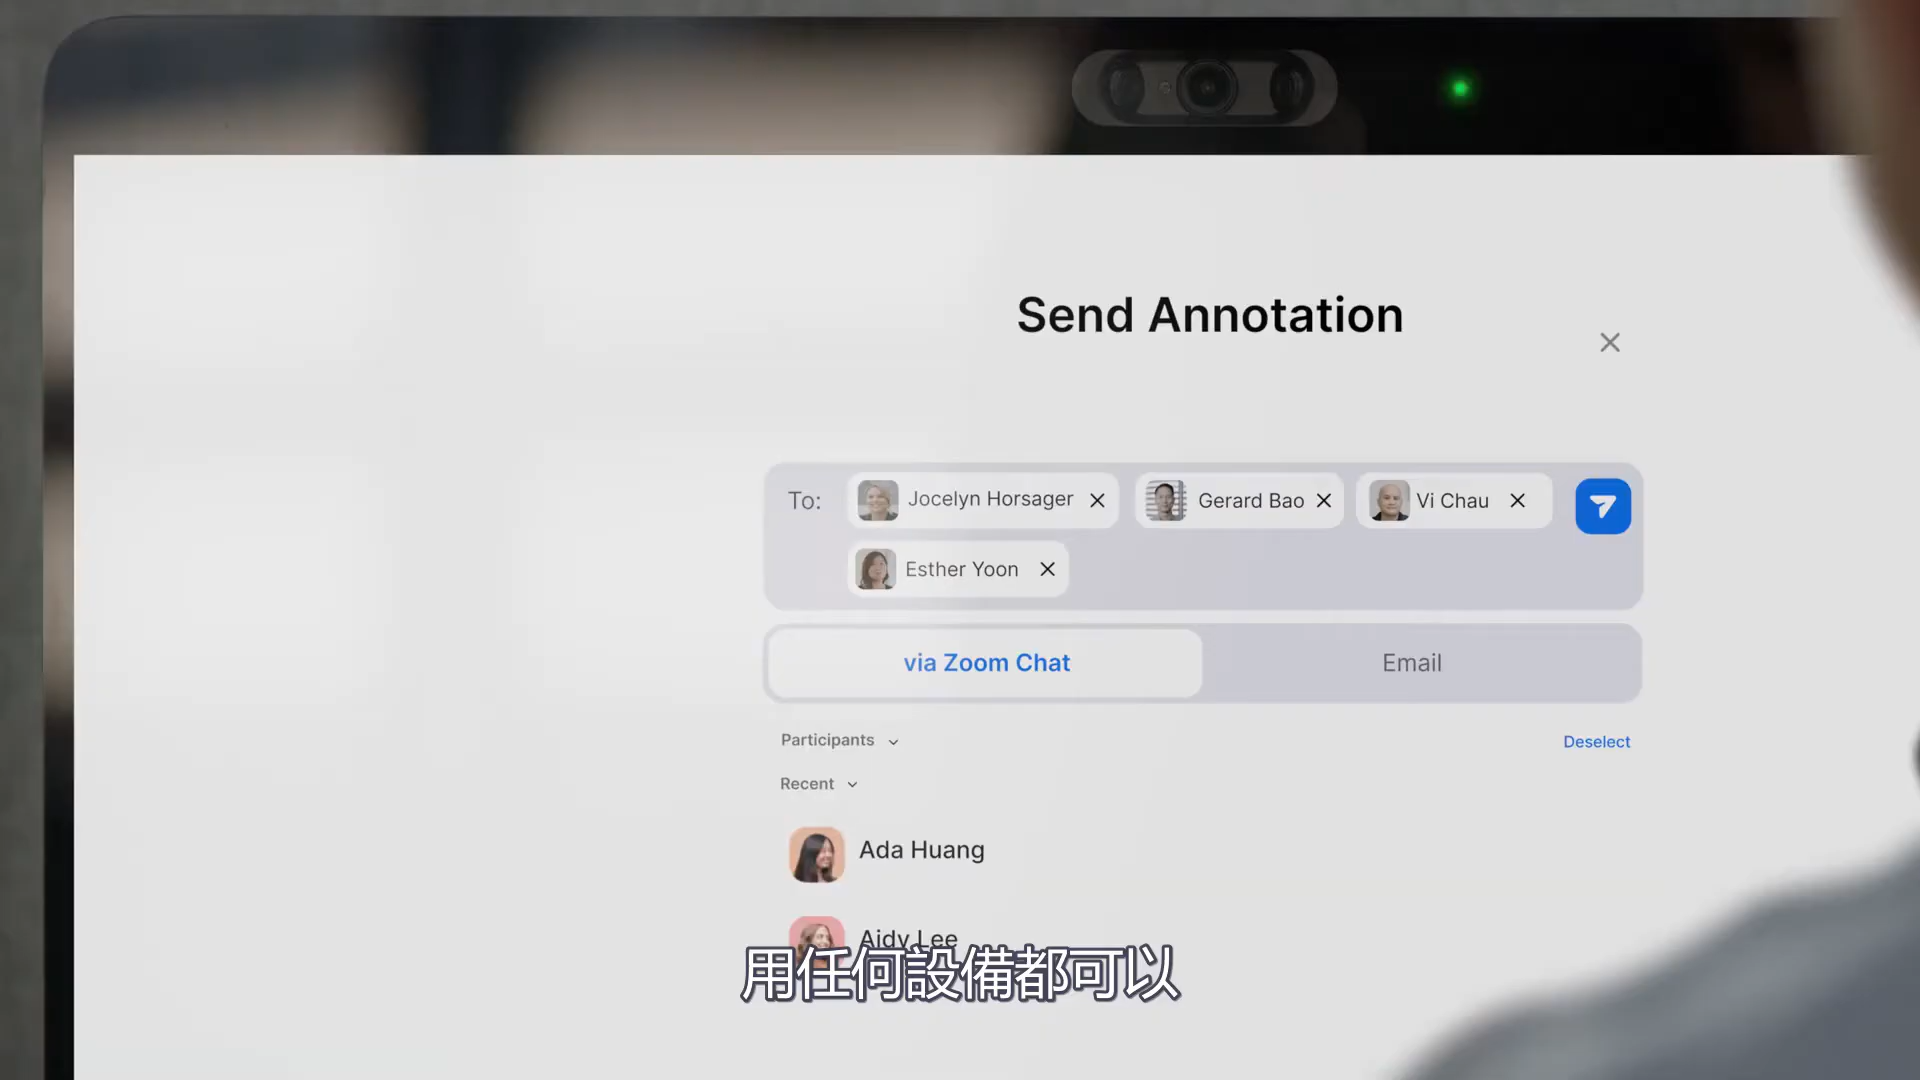 Send Annotation
To: Jocelyn Horsager Gerard Bao Vi Chau
Esther Yoon
via Zoom Chat Email
Participants Deselect
Recent
Ada Huang
Aidy Lee
用任何設備都可以